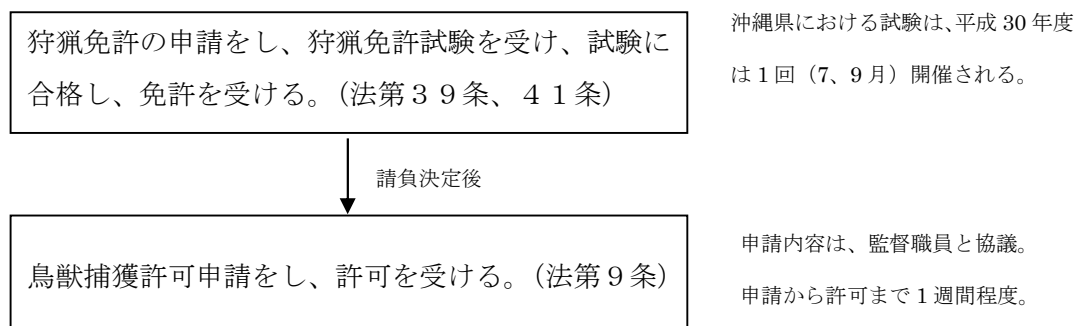 狩猟免許の申請をし、狩猟免許試験を受け、試験に
合格し、免許を受ける。（法第３９条、４１条）
沖縄県における試験は、平成 30 年度
は 1 回（7、9 月）開催される。
請負決定後
鳥獣捕獲許可申請をし、許可を受ける。（法第９条）
申請内容は、監督職員と協議。
申請から許可まで 1 週間程度。